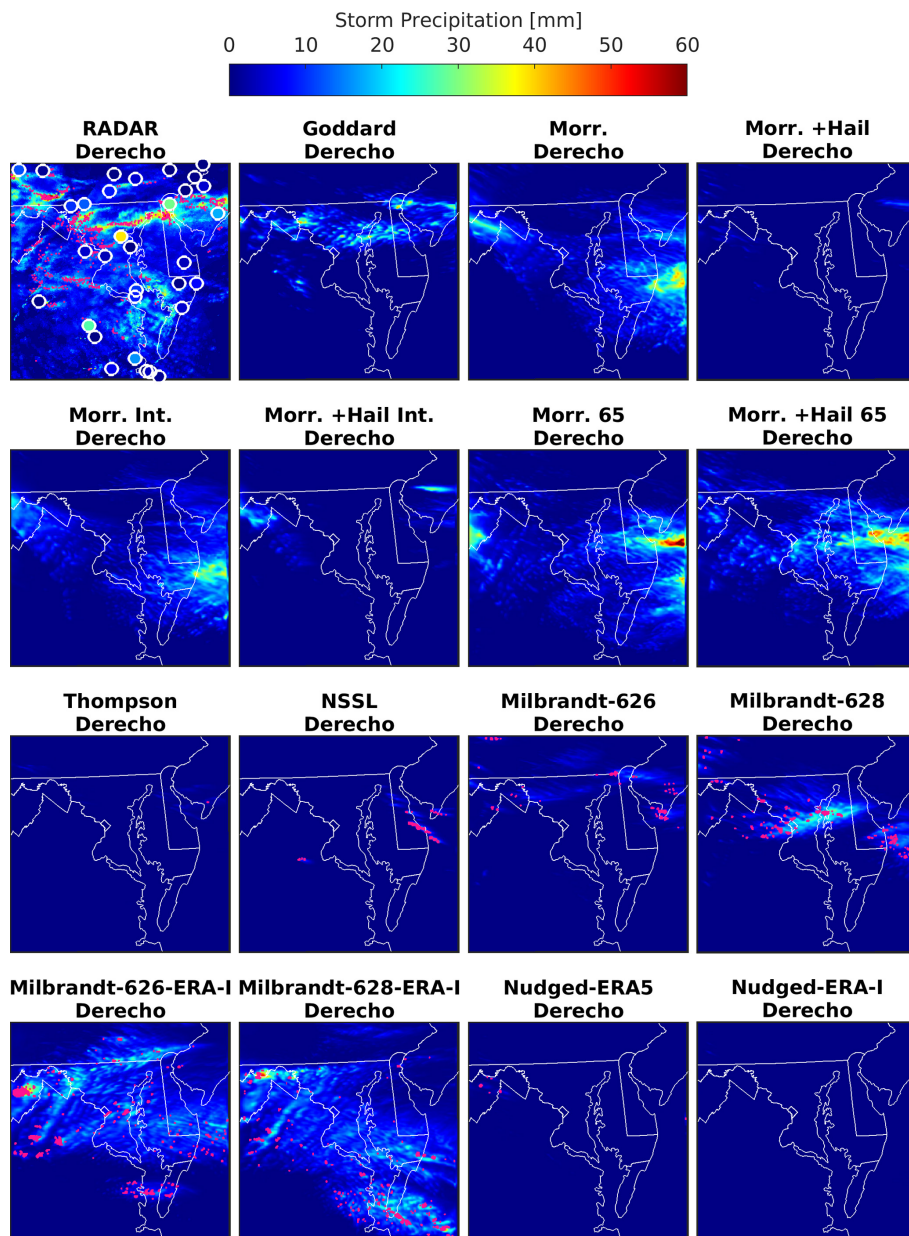 Storm Precipitation [mm]
0 10 20 30 40 50 60
RADAR
Derecho
Goddard
Derecho
Morr.
Derecho
Morr. +Hail
Derecho
Morr. Int.
Derecho
Morr. +Hail Int.
Derecho
Morr. 65
Derecho
Morr. +Hail 65
Derecho
Thompson
Derecho
NSSL
Derecho
Milbrandt-626
Derecho
Milbrandt-628
Derecho
Milbrandt-626-ERA-I
Derecho
Milbrandt-628-ERA-I
Derecho
Nudged-ERA5
Derecho
Nudged-ERA-I
Derecho